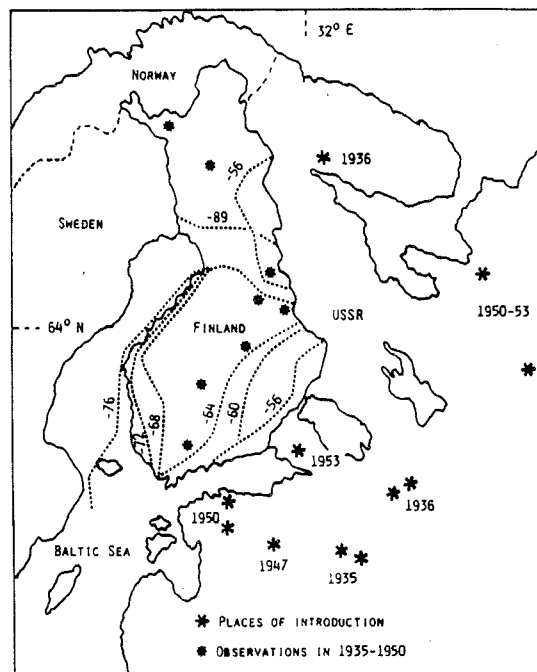 32° E
NORWAY
1936
-56
-89
SWEDEN
1950-53
USSR
64° N
FINLAND
-76
-72
-68
-64
-60
-56
1953
1936
1950
1947
1935
BALTIC SEA
PLACES OF INTRODUCTION
OBSERVATIONS IN 1935-1950